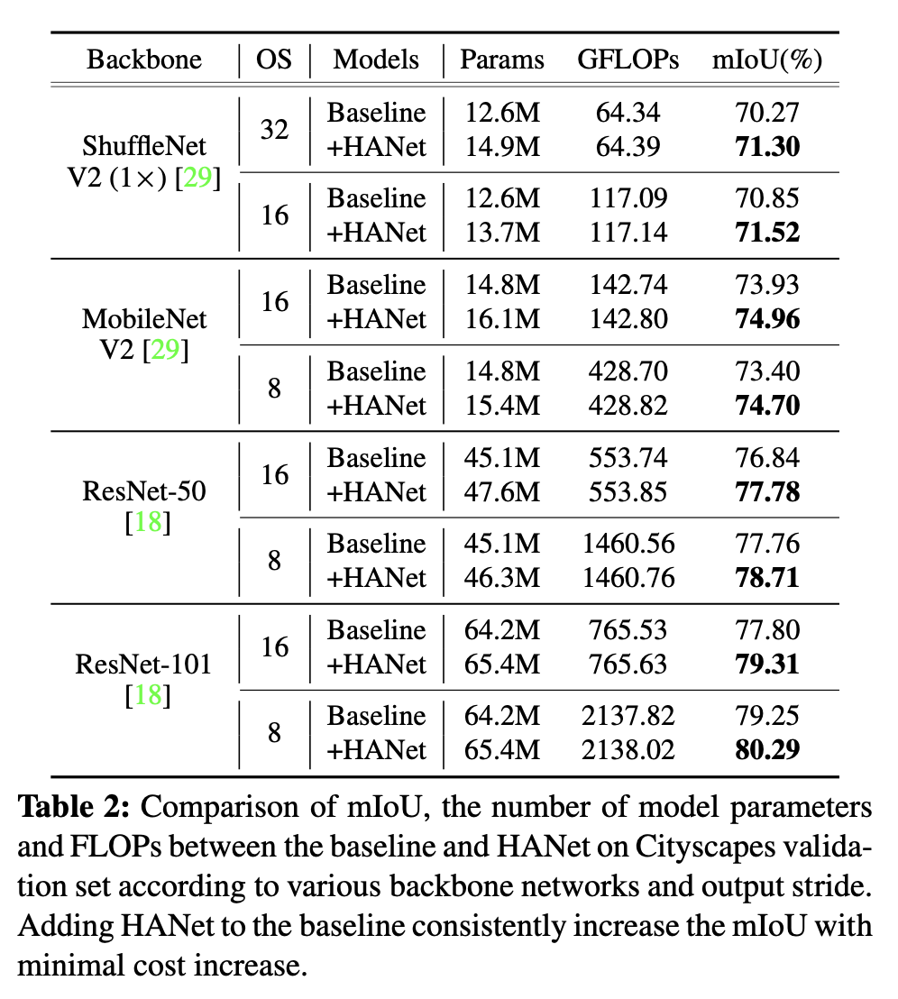 Backbone OS Models Params GFLOPs mIoU(%)
ShuffleNet
V2 (1×) [29]
32
Baseline 12.6M 64.34 70.27
+HANet 14.9M 64.39 71.30
16
Baseline 12.6M 117.09 70.85
+HANet 13.7M 117.14 71.52
MobileNet
V2 [29]
16
Baseline 14.8M 142.74 73.93
+HANet 16.1M 142.80 74.96
8
Baseline 14.8M 428.70 73.40
+HANet 15.4M 428.82 74.70
ResNet-50
[18]
16
Baseline 45.1M 553.74 76.84
+HANet 47.6M 553.85 77.78
8
Baseline 45.1M 1460.56 77.76
+HANet 46.3M 1460.76 78.71
ResNet-101
[18]
16
Baseline 64.2M 765.53 77.80
+HANet 65.4M 765.63 79.31
8
Baseline 64.2M 2137.82 79.25
+HANet 65.4M 2138.02 80.29
Table 2: Comparison of mIoU, the number of model parameters
and FLOPs between the baseline and HANet on Cityscapes valida-
tion set according to various backbone networks and output stride.
Adding HANet to the baseline consistently increase the mIoU with
minimal cost increase.